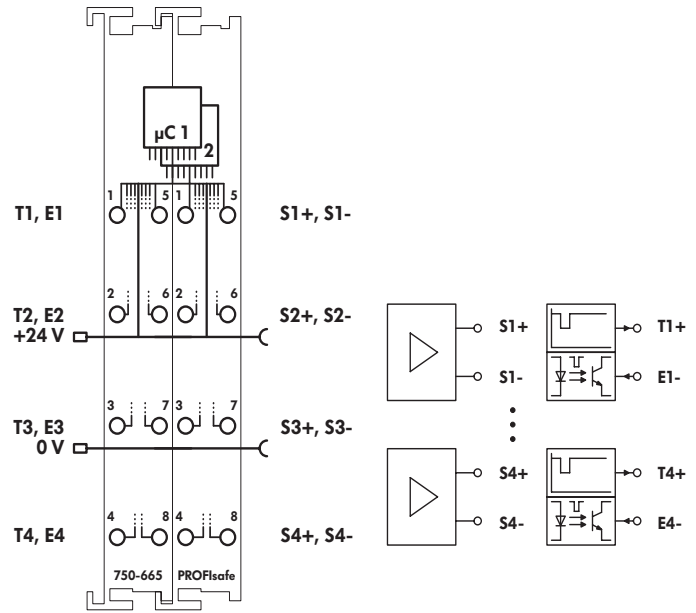 µC 1
2
1 5 1 5
T1, E1 S1+, S1-
2 6 2 6
T2, E2 S2+, S2-
+24 V
S1+ T1+
S1- E1-
3 7 3 7
T3, E3 S3+, S3-
0 V
S4+ T4+
4 8 4 8
T4, E4 S4+, S4-
S4- E4-
750-665 PROFIsafe